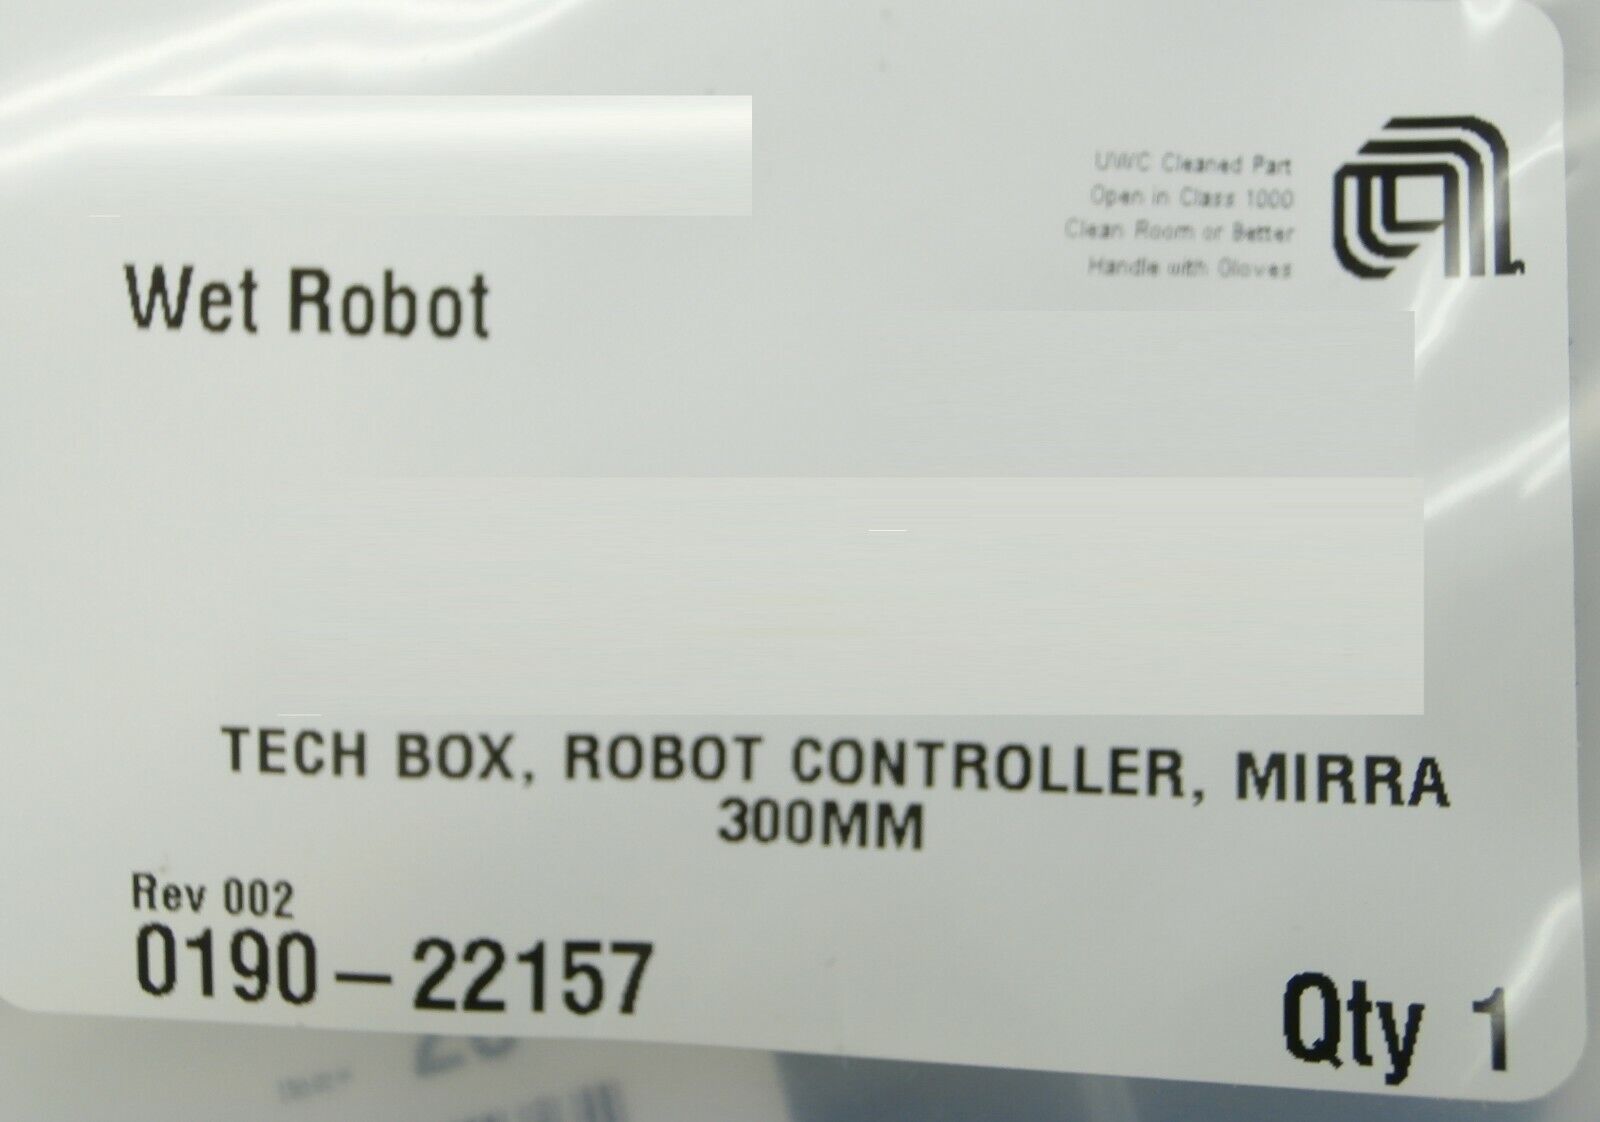 UWC Cleaned Part
Open in Class 1000
Clean Room or Better
Handle with Gloves
Wet Robot
TECH BOX, ROBOT CONTROLLER, MIRRA
300MM
Rev 002
0190-22157
Qty 1